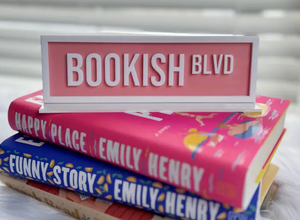 BOOKISH BLVD
HAPPY PLACE EMILY HENRY
FUNNY STORY EMILY HENRY